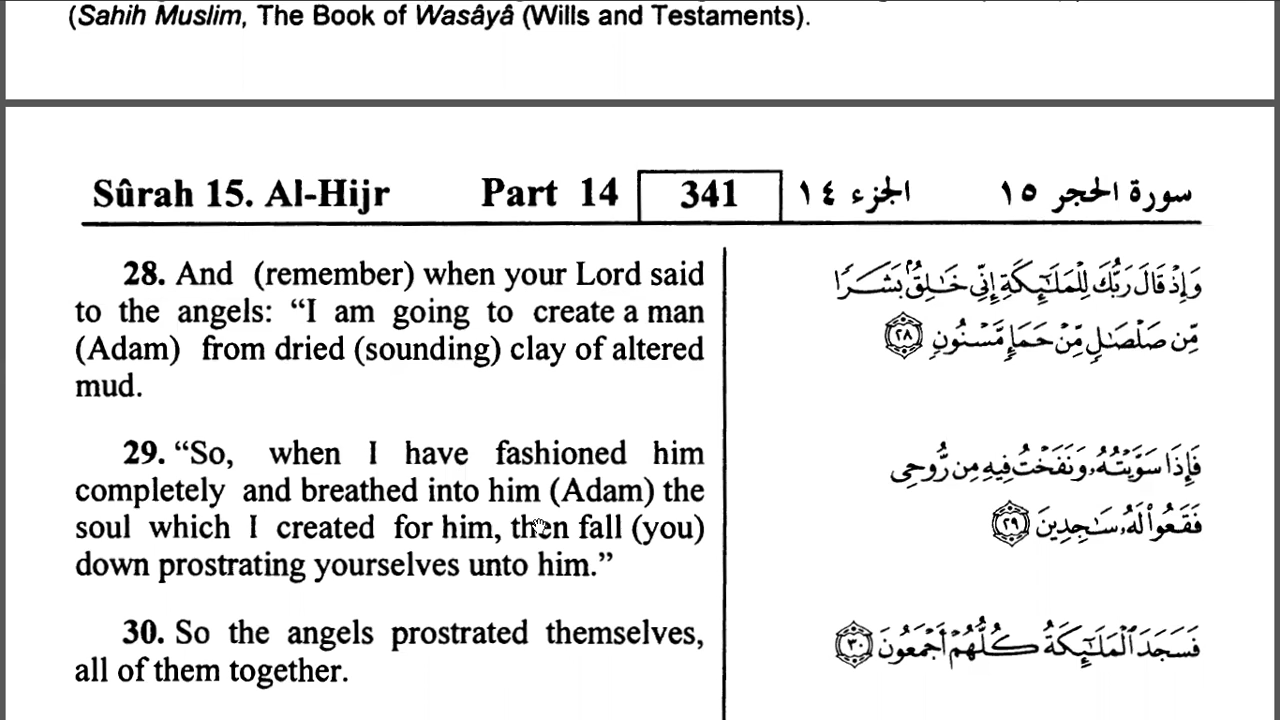 (Sahih Muslim, The Book of Wasâyâ (Wills and Testaments).
Sûrah 15. Al-Hijr Part 14 341 الجزء ١٤ سورة الحجر ١٥
28. And (remember) when your Lord said
to the angels: “I am going to create a man
(Adam) from dried (sounding) clay of altered
mud.
وَإِذْ قَالَ رَبُّكَ لِلْمَلَـٰٓئِكَةِ إِنِّى خَـٰلِقٌۢ بَشَرًا
مِّن صَلْصَـٰلٍ مِّنْ حَمَإٍ مَّسْنُونٍ ٢٨
29. “So, when I have fashioned him
completely and breathed into him (Adam) the
soul which I created for him, then fall (you)
down prostrating yourselves unto him.”
فَإِذَا سَوَّيْتُهُۥ وَنَفَخْتُ فِيهِ مِن رُّوحِى
فَقَعُوا۟ لَهُۥ سَـٰجِدِينَ ٢٩
30. So the angels prostrated themselves,
all of them together.
فَسَجَدَ ٱلْمَلَـٰٓئِكَةُ كُلُّهُمْ أَجْمَعُونَ ٣٠